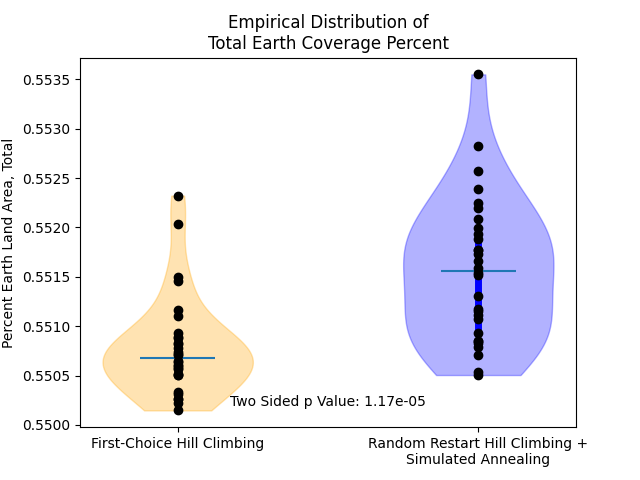 Empirical Distribution of
Total Earth Coverage Percent
Percent Earth Land Area, Total
0.5535
0.5530
0.5525
0.5520
0.5515
0.5510
0.5505
0.5500
Two Sided p Value: 1.17e-05
First-Choice Hill Climbing
Random Restart Hill Climbing +
Simulated Annealing